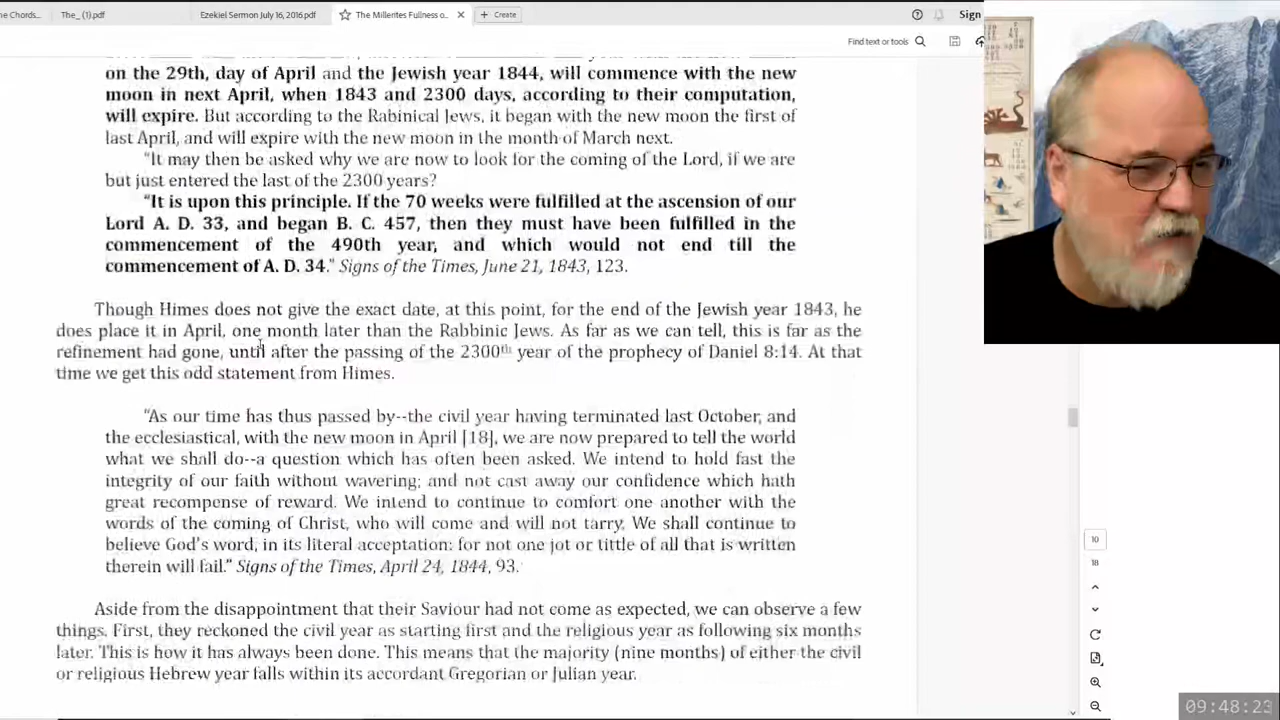 ne Chords...
The_ (1).pdf
Ezekiel Sermon July 16, 2016.pdf
The Millerites Fullness o...
Create
Sign
Find text or tools
on the 29th, day of April and the Jewish year 1844, will commence with the new
moon in next April, when 1843 and 2300 days, according to their computation,
will expire. But according to the Rabinical Jews, it began with the new moon the first of
last April, and will expire with the new moon in the month of March next.
"It may then be asked why we are now to look for the coming of the Lord, if we are
but just entered the last of the 2300 years?
"It is upon this principle. If the 70 weeks were fulfilled at the ascension of our
Lord A. D. 33, and began B. C. 457, then they must have been fulfilled in the
commencement of the 490th year, and which would not end till the
commencement of A. D. 34." Signs of the Times, June 21, 1843, 123.
Though Himes does not give the exact date, at this point, for the end of the Jewish year 1843, he
does place it in April, one month later than the Rabbinic Jews. As far as we can tell, this is far as the
refinement had gone, until after the passing of the 2300th year of the prophecy of Daniel 8:14. At that
time we get this odd statement from Himes.
"As our time has thus passed by--the civil year having terminated last October, and
the ecclesiastical, with the new moon in April [18], we are now prepared to tell the world
what we shall do--a question which has often been asked. We intend to hold fast the
integrity of our faith without wavering; and not cast away our confidence which hath
great recompense of reward. We intend to continue to comfort one another with the
words of the coming of Christ, who will come and will not tarry. We shall continue to
believe God's word, in its literal acceptation: for not one jot or tittle of all that is written
therein will fail." Signs of the Times, April 24, 1844, 93.
Aside from the disappointment that their Saviour had not come as expected, we can observe a few
things. First, they reckoned the civil year as starting first and the religious year as following six months
later. This is how it has always been done. This means that the majority (nine months) of either the civil
or religious Hebrew year falls within its accordant Gregorian or Julian year.
10
18
09:48:23